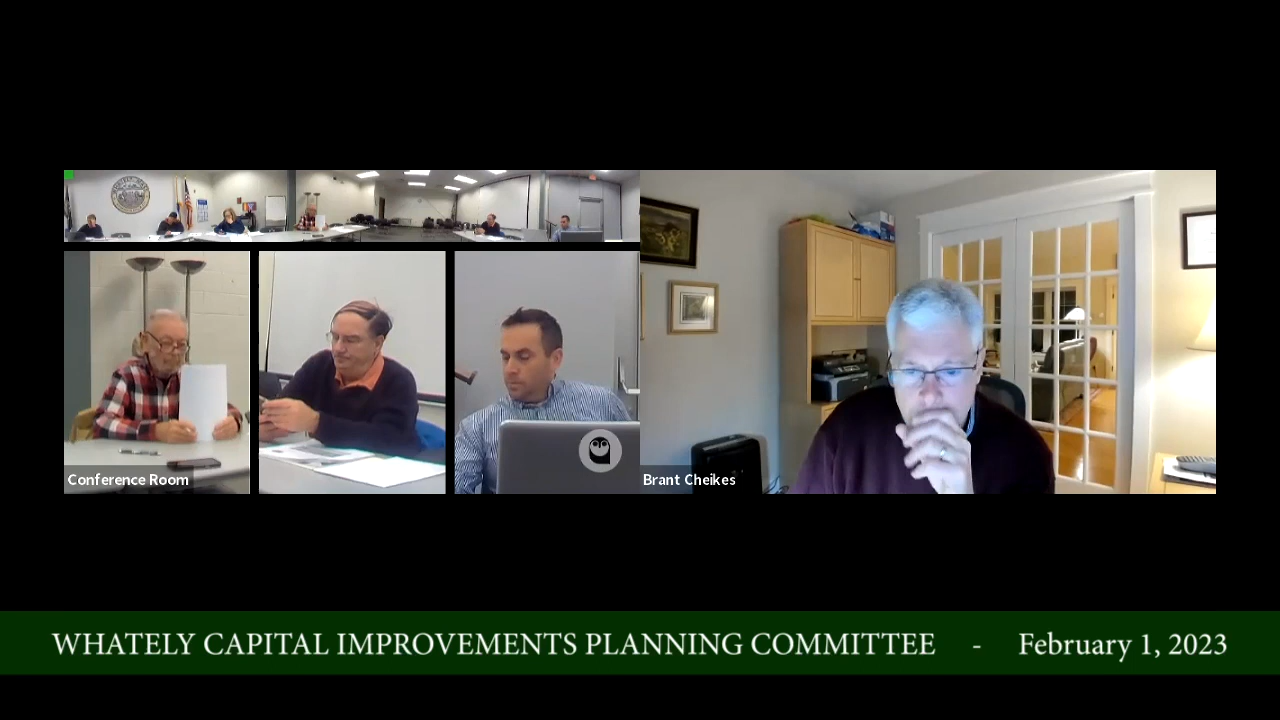 Conference Room
Brant Cheikes
WHATELY CAPITAL IMPROVEMENTS PLANNING COMMITTEE - February 1, 2023